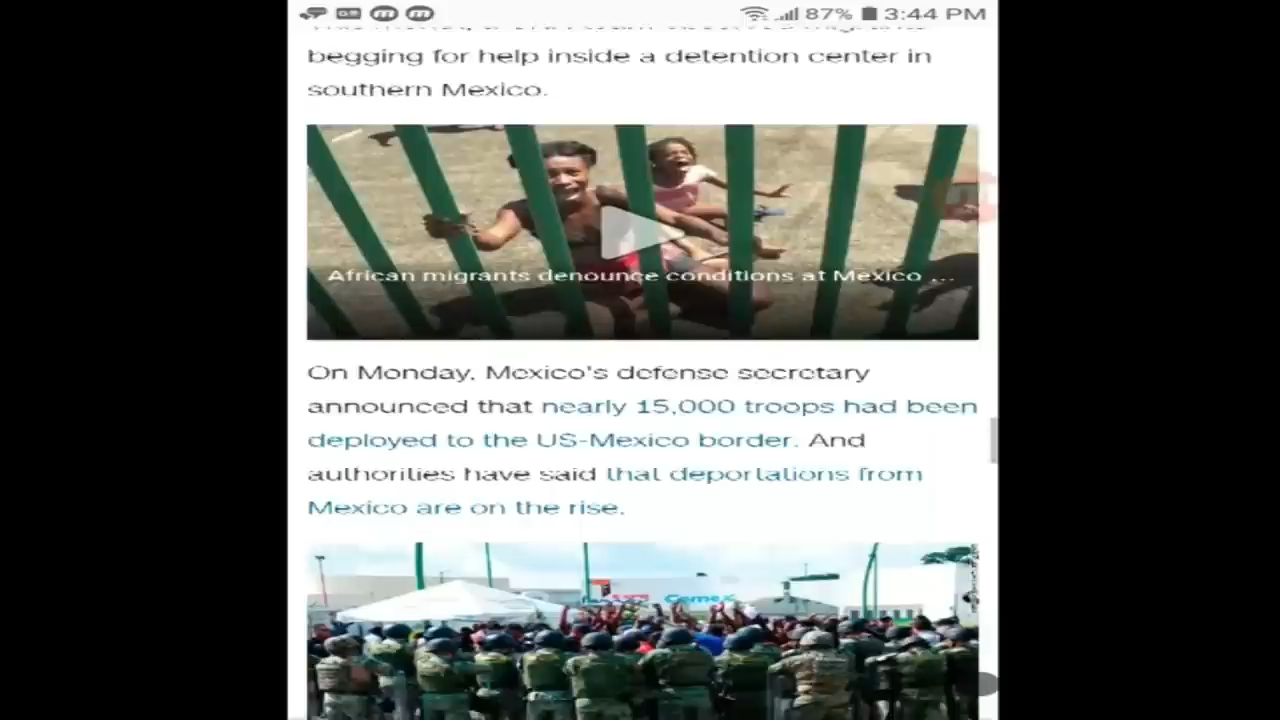 87% 3:44 PM
begging for help inside a detention center in
southern Mexico.
African migrants denounce conditions at Mexico ...
On Monday, Mexico's defense secretary
announced that nearly 15,000 troops had been
deployed to the US-Mexico border. And
authorities have said that deportations from
Mexico are on the rise.